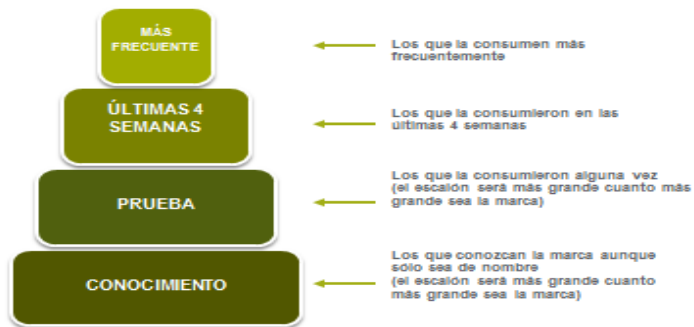 MÁS
FRECUENTE
Los que la consumen más
frecuentemente
ÚLTIMAS 4
SEMANAS
Los que la consumieron en las
últimas 4 semanas
PRUEBA
Los que la consumieron alguna vez
(el escalón será más grande cuanto más
grande sea la marca)
CONOCIMIENTO
Los que conozcan la marca aunque
sólo sea de nombre
(el escalón será más grande cuanto
más grande sea la marca)